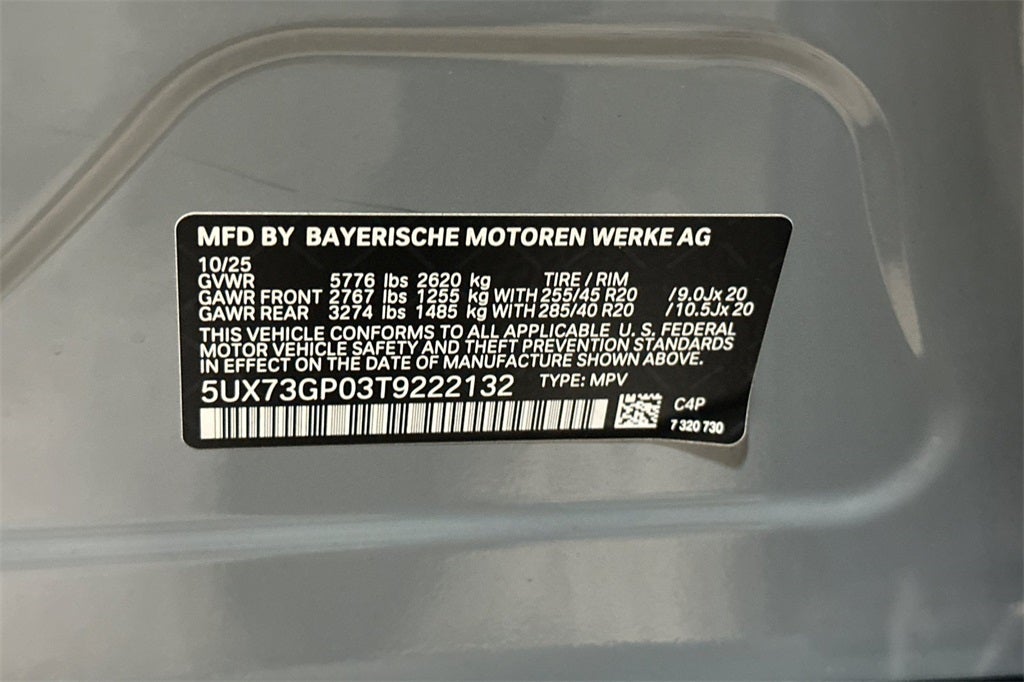 MFD BY BAYERISCHE MOTOREN WERKE AG
10/25
GVWR 5776 lbs 2620 kg TIRE / RIM
GAWR FRONT 2767 lbs 1255 kg WITH 255/45 R20 /9.0Jx 20
GAWR REAR 3274 lbs 1485 kg WITH 285/40 R20 /10.5Jx 20
THIS VEHICLE CONFORMS TO ALL APPLICABLE U. S. FEDERAL
MOTOR VEHICLE SAFETY AND THEFT PREVENTION STANDARDS
IN EFFECT ON THE DATE OF MANUFACTURE SHOWN ABOVE.
5UX73GP03T9222132 TYPE: MPV
C4P
7 320 730